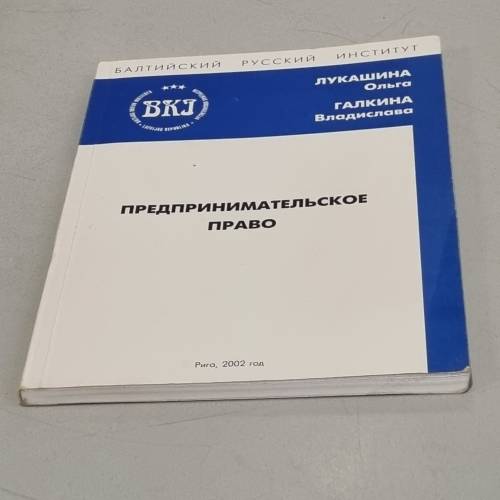 БАЛТИЙСКИЙ РУССКИЙ ИНСТИТУТ
ЛУКАШИНА
Ольга
ГАЛКИНА
Владислава
BKI
ПРЕДПРИНИМАТЕЛЬСКОЕ
ПРАВО
Рига, 2002 год